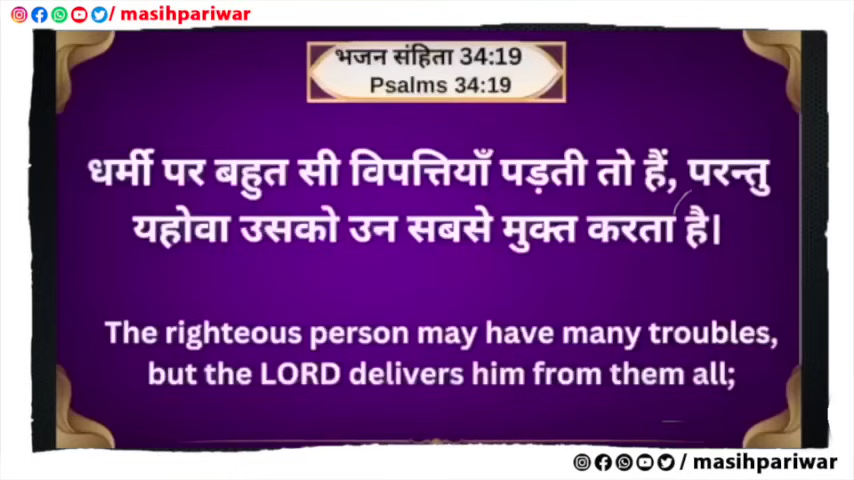 / masihpariwar
भजन संहिता 34:19
Psalms 34:19
धर्मी पर बहुत सी विपत्तियाँ पड़ती तो हैं, परन्तु
यहोवा उसको उन सबसे मुक्त करता है।
The righteous person may have many troubles,
but the LORD delivers him from them all;
/ masihpariwar